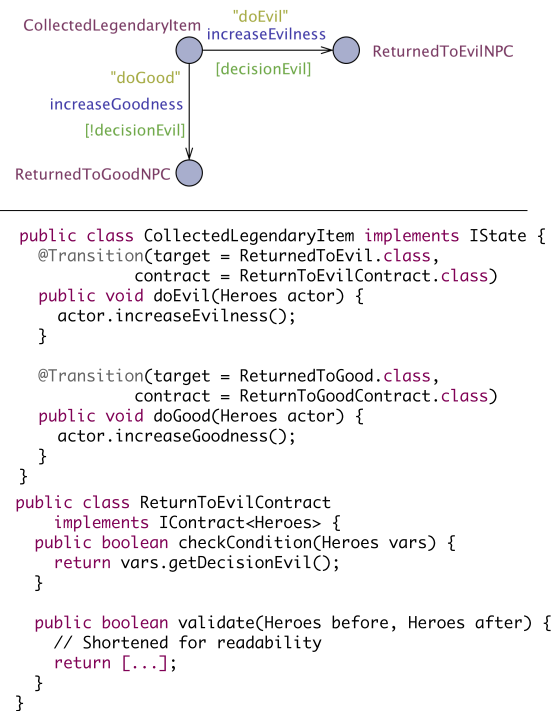 CollectedLegendaryItem
"doEvil"
increaseEvilness
[decisionEvil]
ReturnedToEvilNPC
"doGood"
increaseGoodness
[!decisionEvil]
ReturnedToGoodNPC
public class CollectedLegendaryItem implements IState {
@Transition(target = ReturnedToEvil.class,
contract = ReturnToEvilContract.class)
public void doEvil(Heroes actor) {
actor.increaseEvilness();
}
@Transition(target = ReturnedToGood.class,
contract = ReturnToGoodContract.class)
public void doGood(Heroes actor) {
actor.increaseGoodness();
}
}
public class ReturnToEvilContract
implements IContract<Heroes> {
public boolean checkCondition(Heroes vars) {
return vars.getDecisionEvil();
}
public boolean validate(Heroes before, Heroes after) {
// Shortened for readability
return [...];
}
}